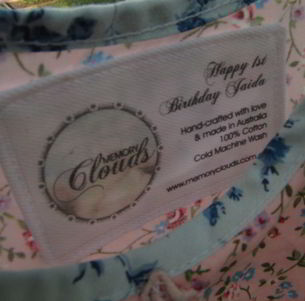 MEMORY
Clouds
Happy 1st
Birthday Jaida
Hand-crafted with love
& made in Australia
100% Cotton
Cold Machine Wash
www.memoryclouds.com